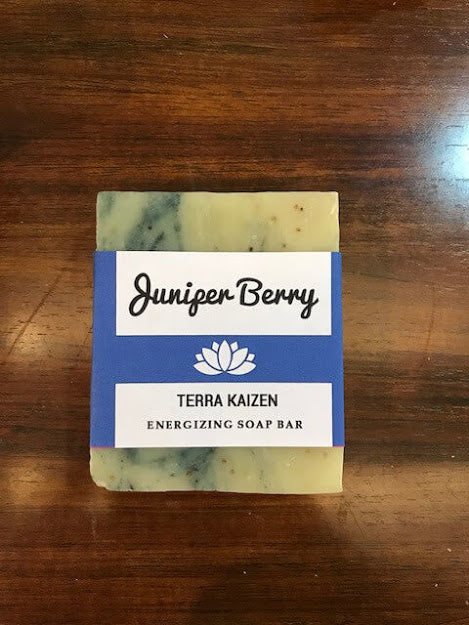 Juniper Berry
TERRA KAIZEN
ENERGIZING SOAP BAR